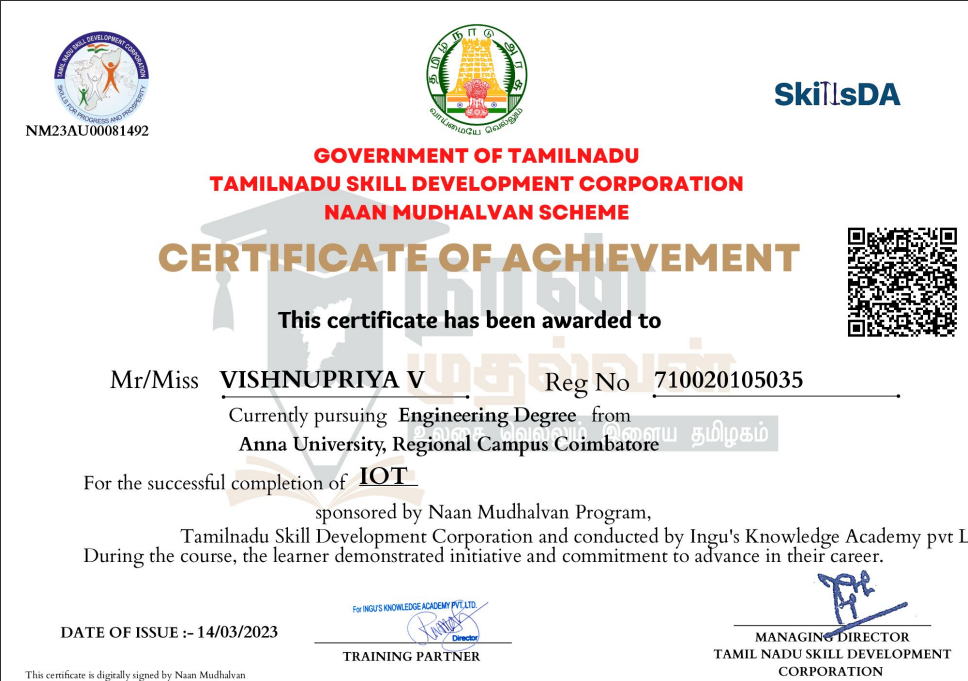 TAMIL NADU SKILL DEVELOPMENT CORPORATION
SKILLS FOR PROGRESS AND PROSPERITY
தமிழ்நாடு அரசு
வாய்மையே வெல்லும்
SkillsDA
NM23AU00081492
GOVERNMENT OF TAMILNADU
TAMILNADU SKILL DEVELOPMENT CORPORATION
NAAN MUDHALVAN SCHEME
CERTIFICATE OF ACHIEVEMENT
நான்
This certificate has been awarded to
முதல்வன்
Mr/Miss VISHNUPRIYA V Reg No 710020105035
Currently pursuing Engineering Degree from
உலகை வெல்லும் இளைய தமிழகம்
Anna University, Regional Campus Coimbatore
For the successful completion of IOT
sponsored by Naan Mudhalvan Program,
Tamilnadu Skill Development Corporation and conducted by Ingu's Knowledge Academy pvt L
During the course, the learner demonstrated initiative and commitment to advance in their career.
For INGU'S KNOWLEDGE ACADEMY PVT. LTD.
Director
DATE OF ISSUE :- 14/03/2023
TRAINING PARTNER
MANAGING DIRECTOR
TAMIL NADU SKILL DEVELOPMENT
CORPORATION
This certificate is digitally signed by Naan Mudhalvan